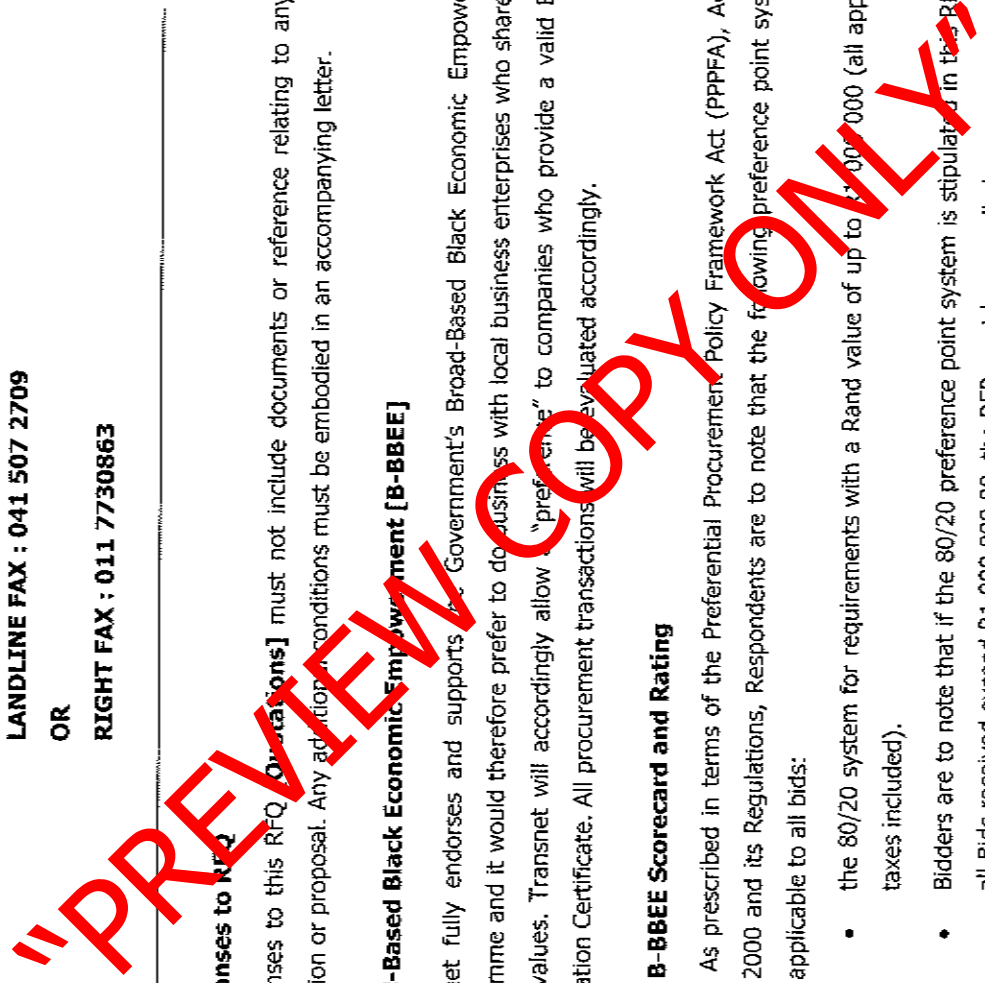 LANDLINE FAX : 041 507 2709
OR
RIGHT FAX : 011 7730863
onses to RFQ
nses to this RFQ [Quotations] must not include documents or reference relating to any
ion or proposal. Any additional conditions must be embodied in an accompanying letter.
-Based Black Economic Empowerment [B-BBEE]
et fully endorses and supports the Government's Broad-Based Black Economic Empowe
mme and it would therefore prefer to do business with local business enterprises who share
values. Transnet will accordingly allow a "preference" to companies who provide a valid B
ation Certificate. All procurement transactions will be evaluated accordingly.
B-BBEE Scorecard and Rating
As prescribed in terms of the Preferential Procurement Policy Framework Act (PPPFA), Ac
2000 and its Regulations, Respondents are to note that the following preference point sys
applicable to all bids:
• the 80/20 system for requirements with a Rand value of up to R1 000 000 (all app
taxes included).
• Bidders are to note that if the 80/20 preference point system is stipulated in this RF
"PREVIEW COPY ONLY"